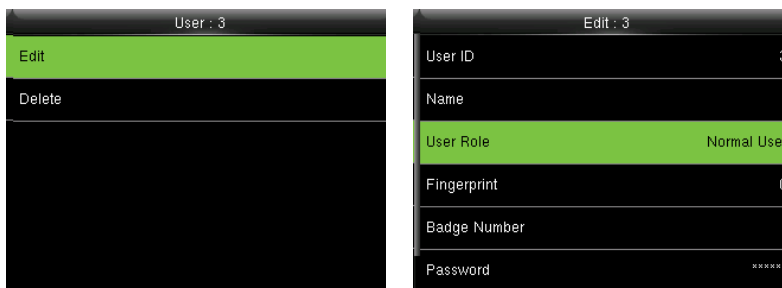 User : 3
Edit
Delete
Edit : 3
User ID
Name
User Role Normal Use
Fingerprint
Badge Number
Password *****